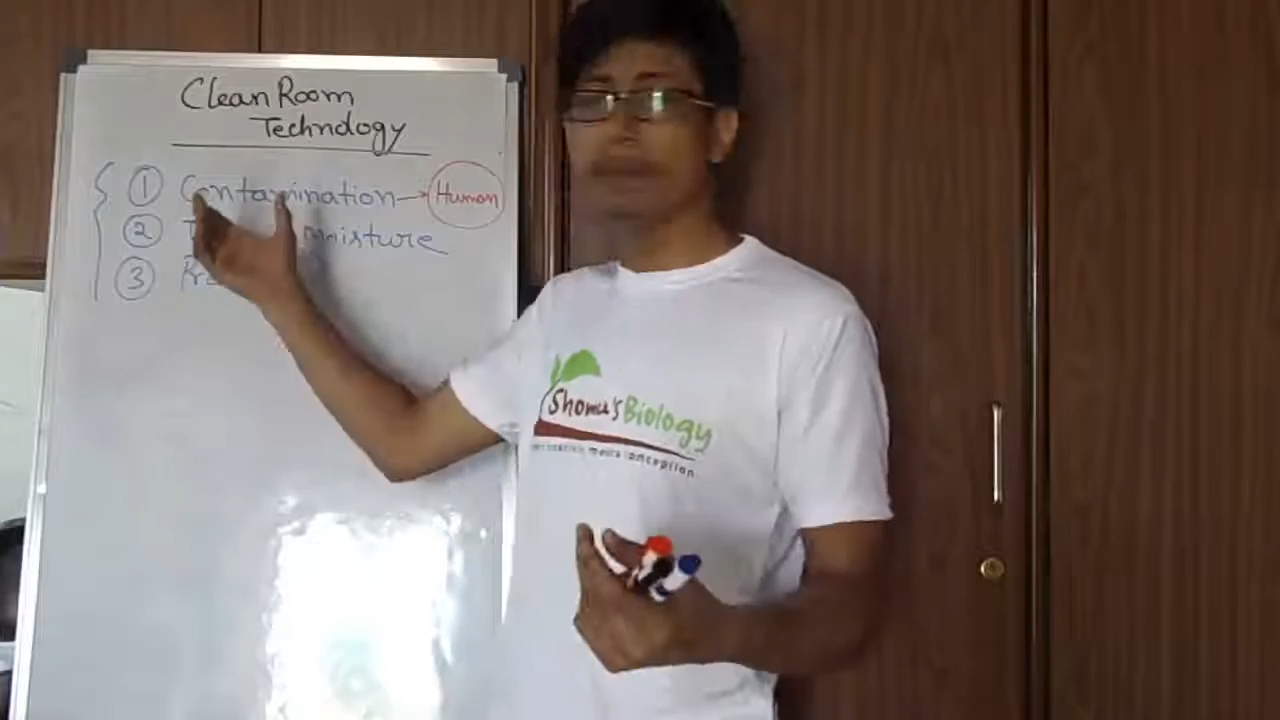 Clean Room
Technology
① Contamination → Human
② moisture
③
Shomu's Biology